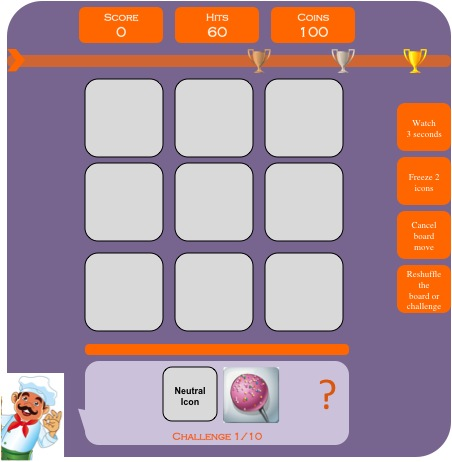 Score
0
Hits
60
Coins
100
Watch
3 seconds
Freeze 2
icons
Cancel
board
move
Reshuffle
the
board or
challenge
Neutral
Icon
?
Challenge 1/10